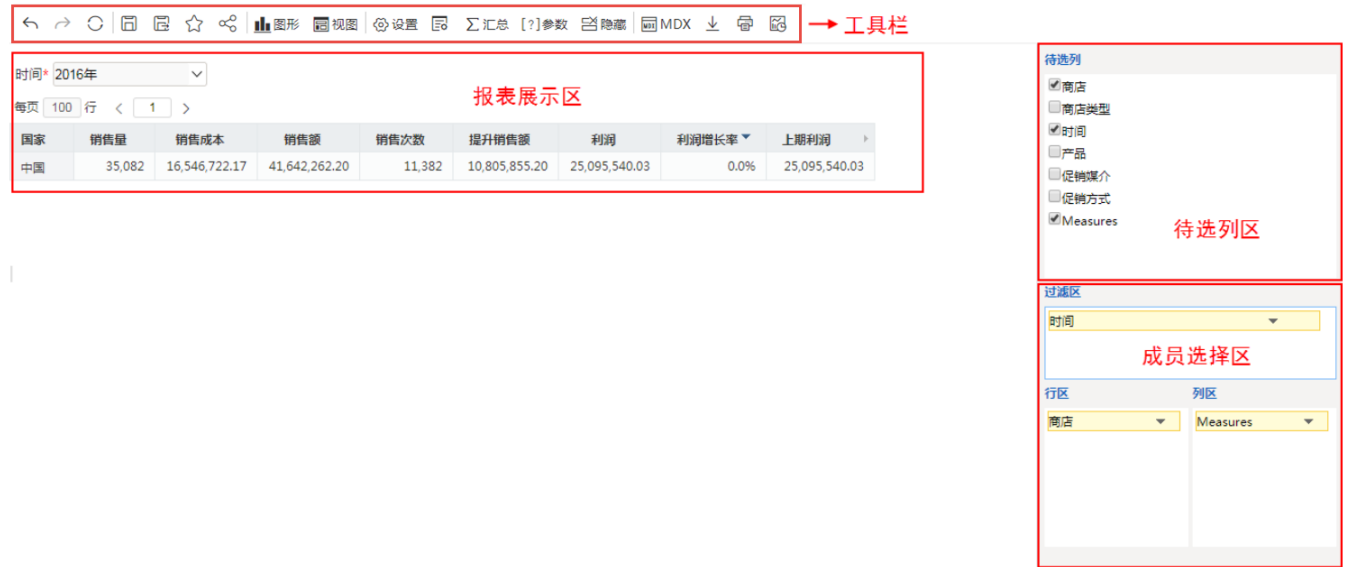 图形 视图 设置 Σ汇总 [?]参数 隐藏 MDX MDX 工具栏
时间* 2016年
每页 100 行 < 1 >
报表展示区
国家 销售量 销售成本 销售额 销售次数 提升销售额 利润 利润增长率 上期利润
中国 35,082 16,546,722.17 41,642,262.20 11,382 10,805,855.20 25,095,540.03 0.0% 25,095,540.03
待选列
商店
商店类型
时间
产品
促销媒介
促销方式
Measures
待选列区
过滤区
时间
成员选择区
行区 列区
商店 Measures